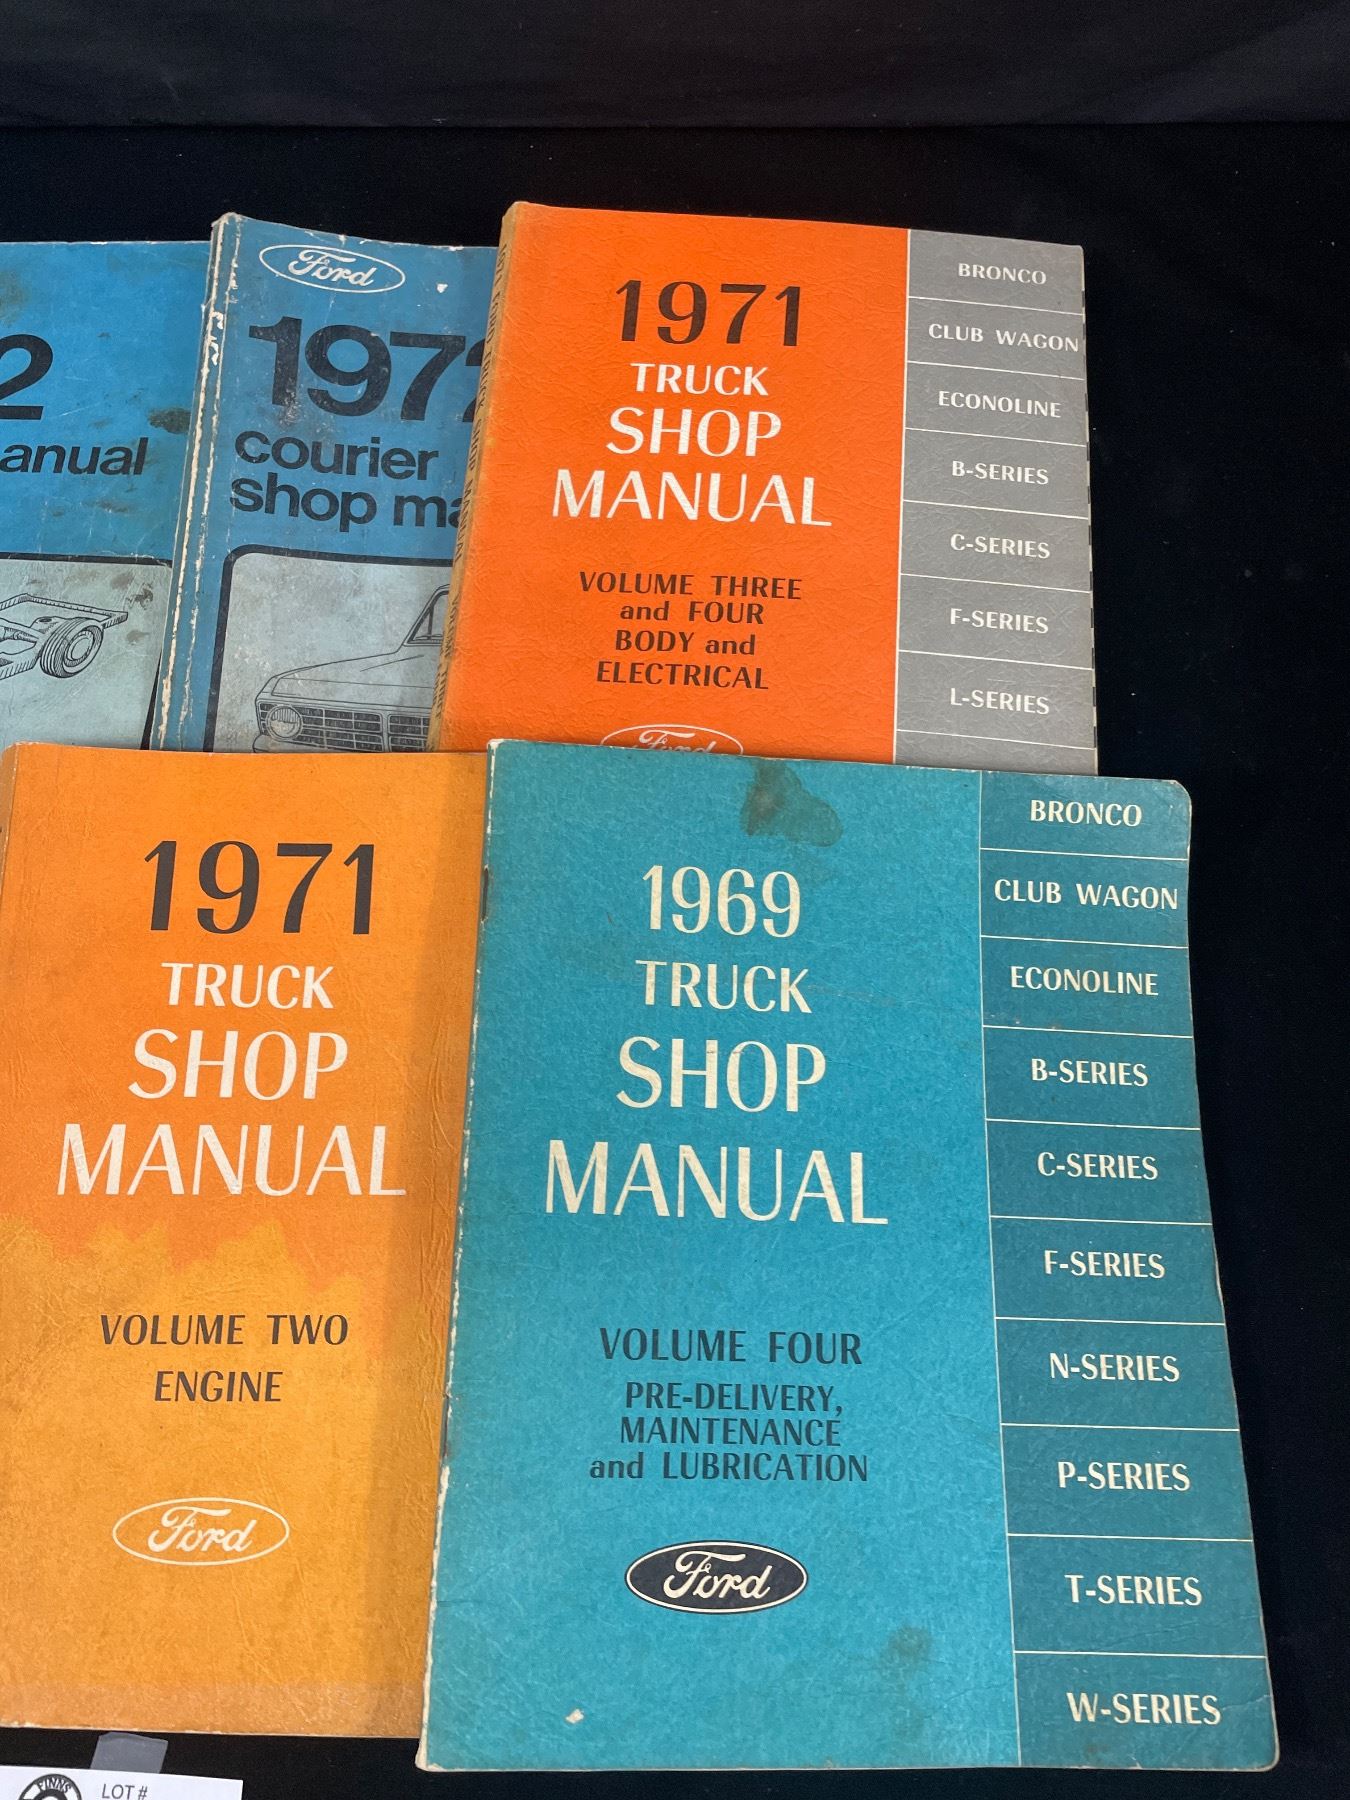 2
anual
Ford
1972
courier
shop ma
1971
TRUCK
SHOP
MANUAL
VOLUME THREE
and FOUR
BODY and
ELECTRICAL
Ford
BRONCO
CLUB WAGON
ECONOLINE
B-SERIES
C-SERIES
F-SERIES
L-SERIES
1971
TRUCK
SHOP
MANUAL
VOLUME TWO
ENGINE
Ford
1969
TRUCK
SHOP
MANUAL
VOLUME FOUR
PRE-DELIVERY,
MAINTENANCE
and LUBRICATION
Ford
BRONCO
CLUB WAGON
ECONOLINE
B-SERIES
C-SERIES
F-SERIES
N-SERIES
P-SERIES
T-SERIES
W-SERIES
FINNS
LOT #